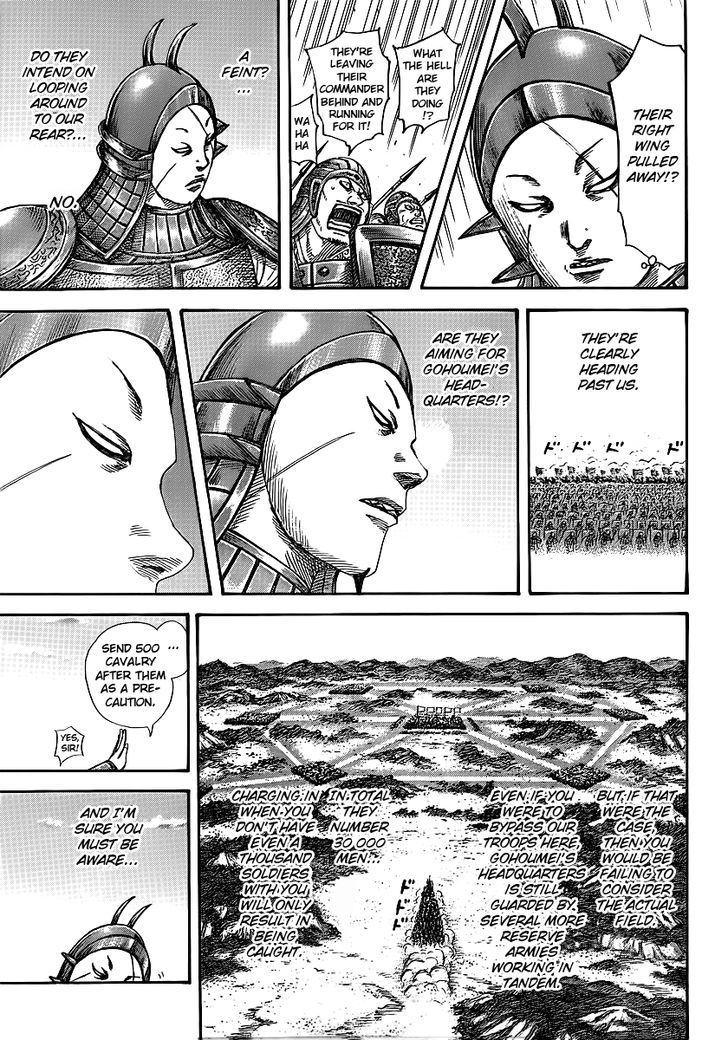 THEIR
RIGHT
WING
PULLED
AWAY!?
WHAT
THE HELL
ARE
THEY
DOING
!?
THEY'RE
LEAVING
THEIR
COMMANDER
BEHIND AND
RUNNING
FOR IT!
WA
HA
HA
A
FEINT?
...
DO THEY
INTEND ON
LOOPING
AROUND
TO OUR
REAR?...
NO.
THEY'RE
CLEARLY
HEADING
PAST US.
ド ド ド ド
ARE THEY
AIMING FOR
GOHOUMEI'S
HEAD-
QUARTERS!?
BUT IF THAT
WERE THE
CASE,
THEN YOU
WOULD BE
FAILING TO
CONSIDER
THE ACTUAL
FIELD.
EVEN IF YOU
WERE TO
BYPASS OUR
TROOPS HERE,
GOHOUMEI'S
HEADQUARTERS
IS STILL
GUARDED BY
SEVERAL MORE
RESERVE
ARMIES
WORKING IN
TANDEM.
IN TOTAL
THEY
NUMBER
30,000
MEN.
CHARGING IN
WHEN YOU
DON'T HAVE
EVEN A
THOUSAND
SOLDIERS
WITH YOU
WILL ONLY
RESULT IN
BEING
CAUGHT.
ド
ド
ド
...
SEND 500
CAVALRY
AFTER THEM
AS A PRE-
CAUTION.
YES,
SIR!
AND I'M
SURE YOU
MUST BE
AWARE...